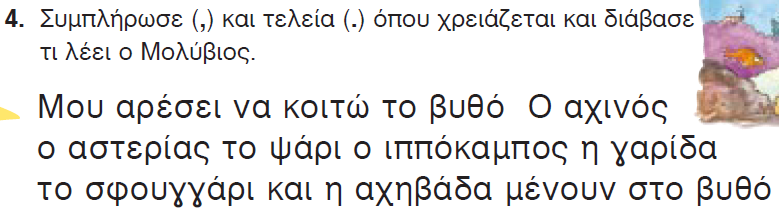 4. Συμπλήρωσε (,) και τελεία (.) όπου χρειάζεται και διάβασε
τι λέει ο Μολύβιος.
Μου αρέσει να κοιτώ το βυθό Ο αχινός
ο αστερίας το ψάρι ο ιππόκαμπος η γαρίδα
το σφουγγάρι και η αχηβάδα μένουν στο βυθό